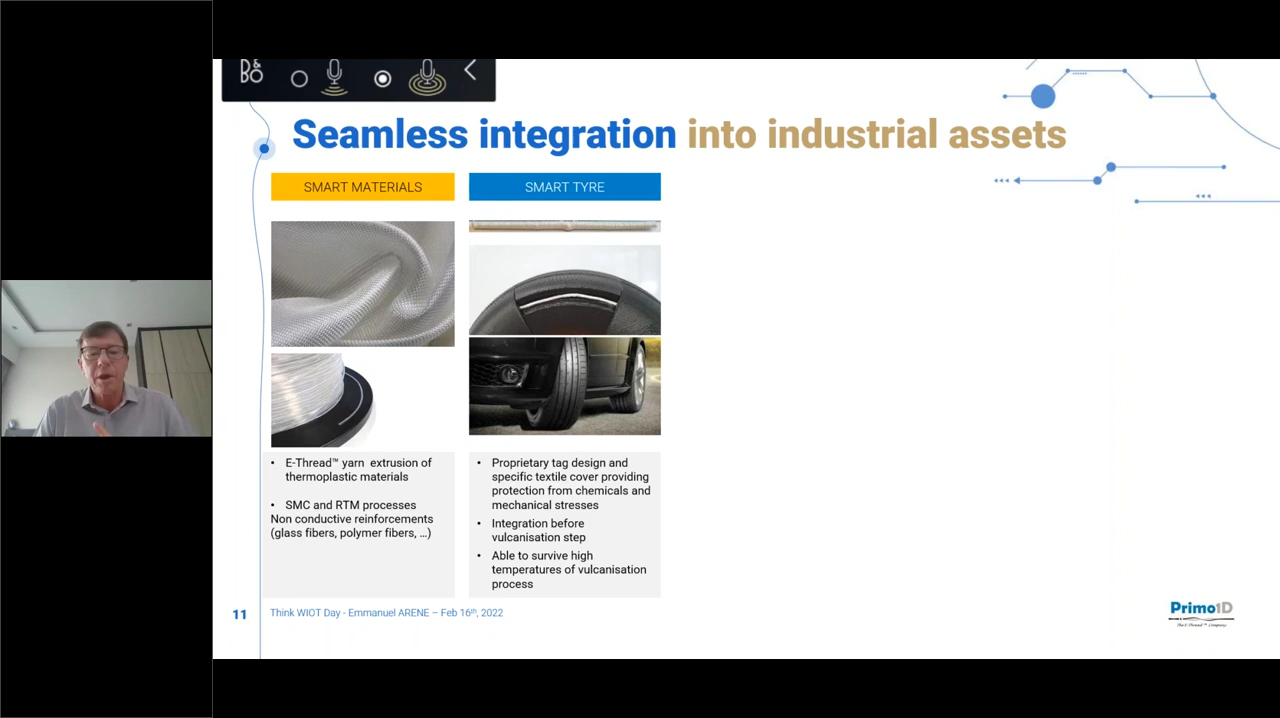 B&O
Seamless integration into industrial assets
SMART MATERIALS
SMART TYRE
• E-Thread™ yarn extrusion of
thermoplastic materials
• SMC and RTM processes
Non conductive reinforcements
(glass fibers, polymer fibers, …)
• Proprietary tag design and
specific textile cover providing
protection from chemicals and
mechanical stresses
• Integration before
vulcanisation step
• Able to survive high
temperatures of vulcanisation
process
11
Think WIOT Day - Emmanuel ARENE – Feb 16th, 2022
Primo1D
The E-Thread™ Company